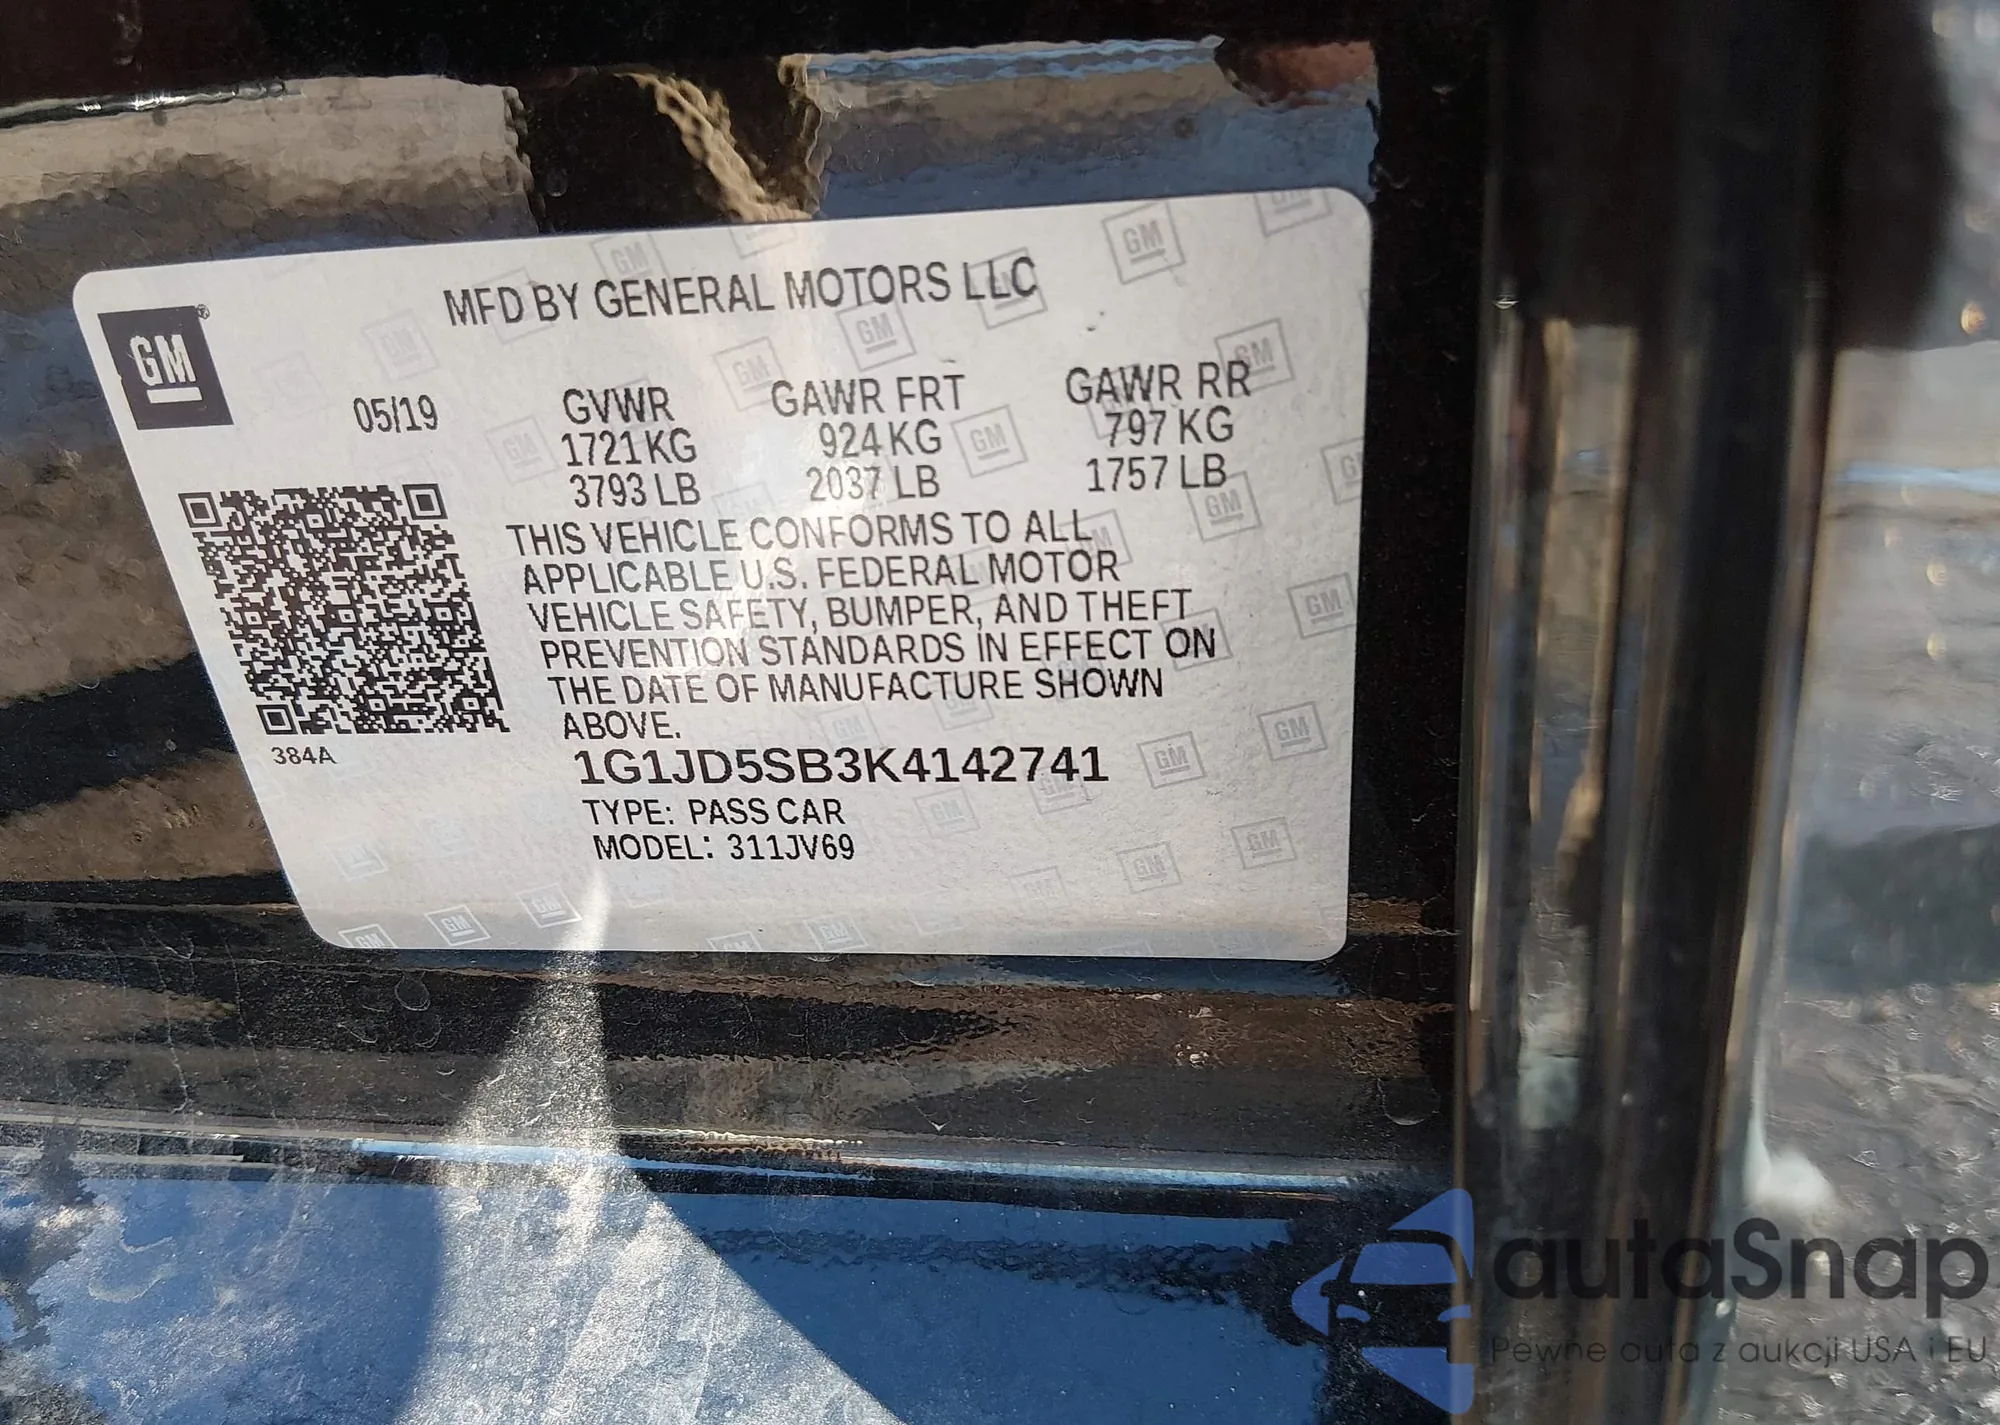 MFD BY GENERAL MOTORS LLC
GM®
05/19
GVWR GAWR FRT GAWR RR
1721 KG 924 KG 797 KG
3793 LB 2037 LB 1757 LB
THIS VEHICLE CONFORMS TO ALL
APPLICABLE U.S. FEDERAL MOTOR
VEHICLE SAFETY, BUMPER, AND THEFT
PREVENTION STANDARDS IN EFFECT ON
THE DATE OF MANUFACTURE SHOWN
ABOVE.
384A
1G1JD5SB3K4142741
TYPE: PASS CAR
MODEL: 311JV69
autaSnap
Pewne auta z aukcji USA i EU